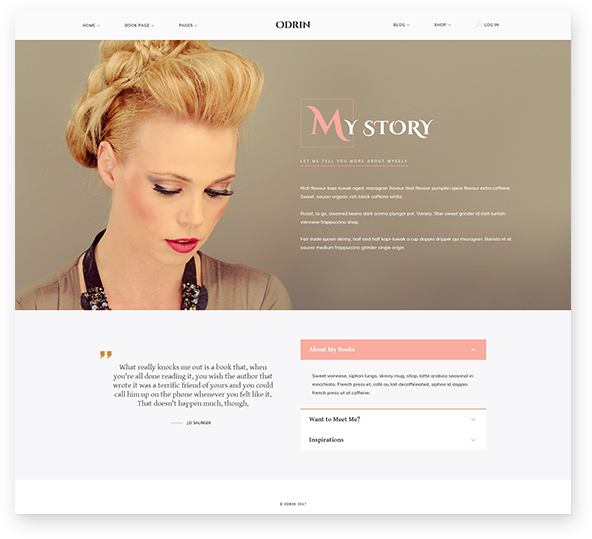 HOME
BOOK PAGE
PAGES
ODRIN
BLOG
SHOP
LOG IN
MY STORY
LET ME TELL YOU MORE ABOUT MYSELF
Rich flavour kopi-luwak aged, mazagran flavour that flavour pumpkin spice flavour extra caffeine.
Sweet, saucer organic rich black caffeine white.
Roast, to go, steamed beans dark aroma plunger pot. Variety, filter sweet grinder id irish turkish
viennese frappuccino shop.
Fair trade spoon skinny, half and half kopi-luwak a cup doppio dripper qui mazagran. Barista et at
saucer medium frappuccino grinder single origin.
"
What really knocks me out is a book that, when
you're all done reading it, you wish the author that
wrote it was a terrific friend of yours and you could
call him up on the phone whenever you felt like it.
That doesn't happen much, though.
J.D. SALINGER
About My Books
Sweet viennese, siphon lungo, skinny mug, shop, latte arabica seasonal in
macchiato. French press et, café au lait decaffeinated, siphon id doppio
french press ut at caffeine.
Want to Meet Me?
Inspirations
© ODRIN 2017